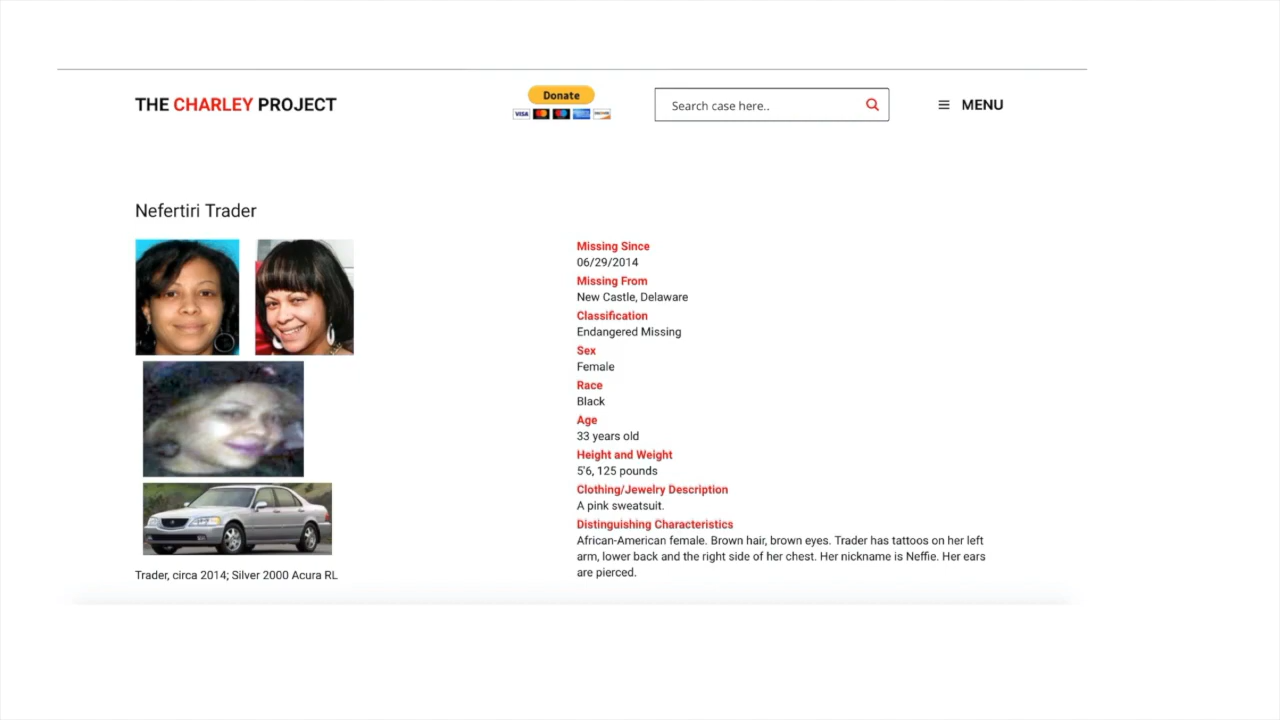 THE CHARLEY PROJECT
Donate
VISA
Search case here..
MENU
Nefertiri Trader
Missing Since
06/29/2014
Missing From
New Castle, Delaware
Classification
Endangered Missing
Sex
Female
Race
Black
Age
33 years old
Height and Weight
5'6, 125 pounds
Clothing/Jewelry Description
A pink sweatsuit.
Distinguishing Characteristics
African-American female. Brown hair, brown eyes. Trader has tattoos on her left
arm, lower back and the right side of her chest. Her nickname is Neffie. Her ears
are pierced.
Trader, circa 2014; Silver 2000 Acura RL